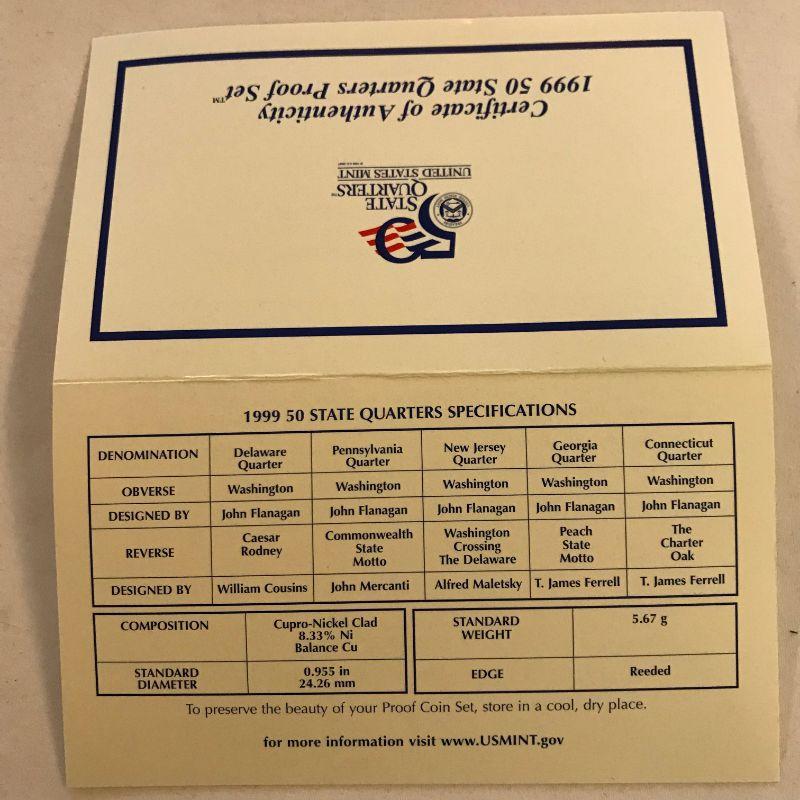 Certificate of Authenticity
1999 50 State Quarters Proof Set™
50
STATE
QUARTERS™
UNITED STATES MINT
1999 50 STATE QUARTERS SPECIFICATIONS
DENOMINATION
Delaware
Quarter
Pennsylvania
Quarter
New Jersey
Quarter
Georgia
Quarter
Connecticut
Quarter
OBVERSE
Washington
Washington
Washington
Washington
Washington
DESIGNED BY
John Flanagan
John Flanagan
John Flanagan
John Flanagan
John Flanagan
REVERSE
Caesar
Rodney
Commonwealth
State
Motto
Washington
Crossing
The Delaware
Peach
State
Motto
The
Charter
Oak
DESIGNED BY
William Cousins
John Mercanti
Alfred Maletsky
T. James Ferrell
T. James Ferrell
COMPOSITION
Cupro-Nickel Clad
8.33% Ni
Balance Cu
STANDARD
DIAMETER
0.955 in
24.26 mm
STANDARD
WEIGHT
5.67 g
EDGE
Reeded
To preserve the beauty of your Proof Coin Set, store in a cool, dry place.
for more information visit www.USMINT.gov